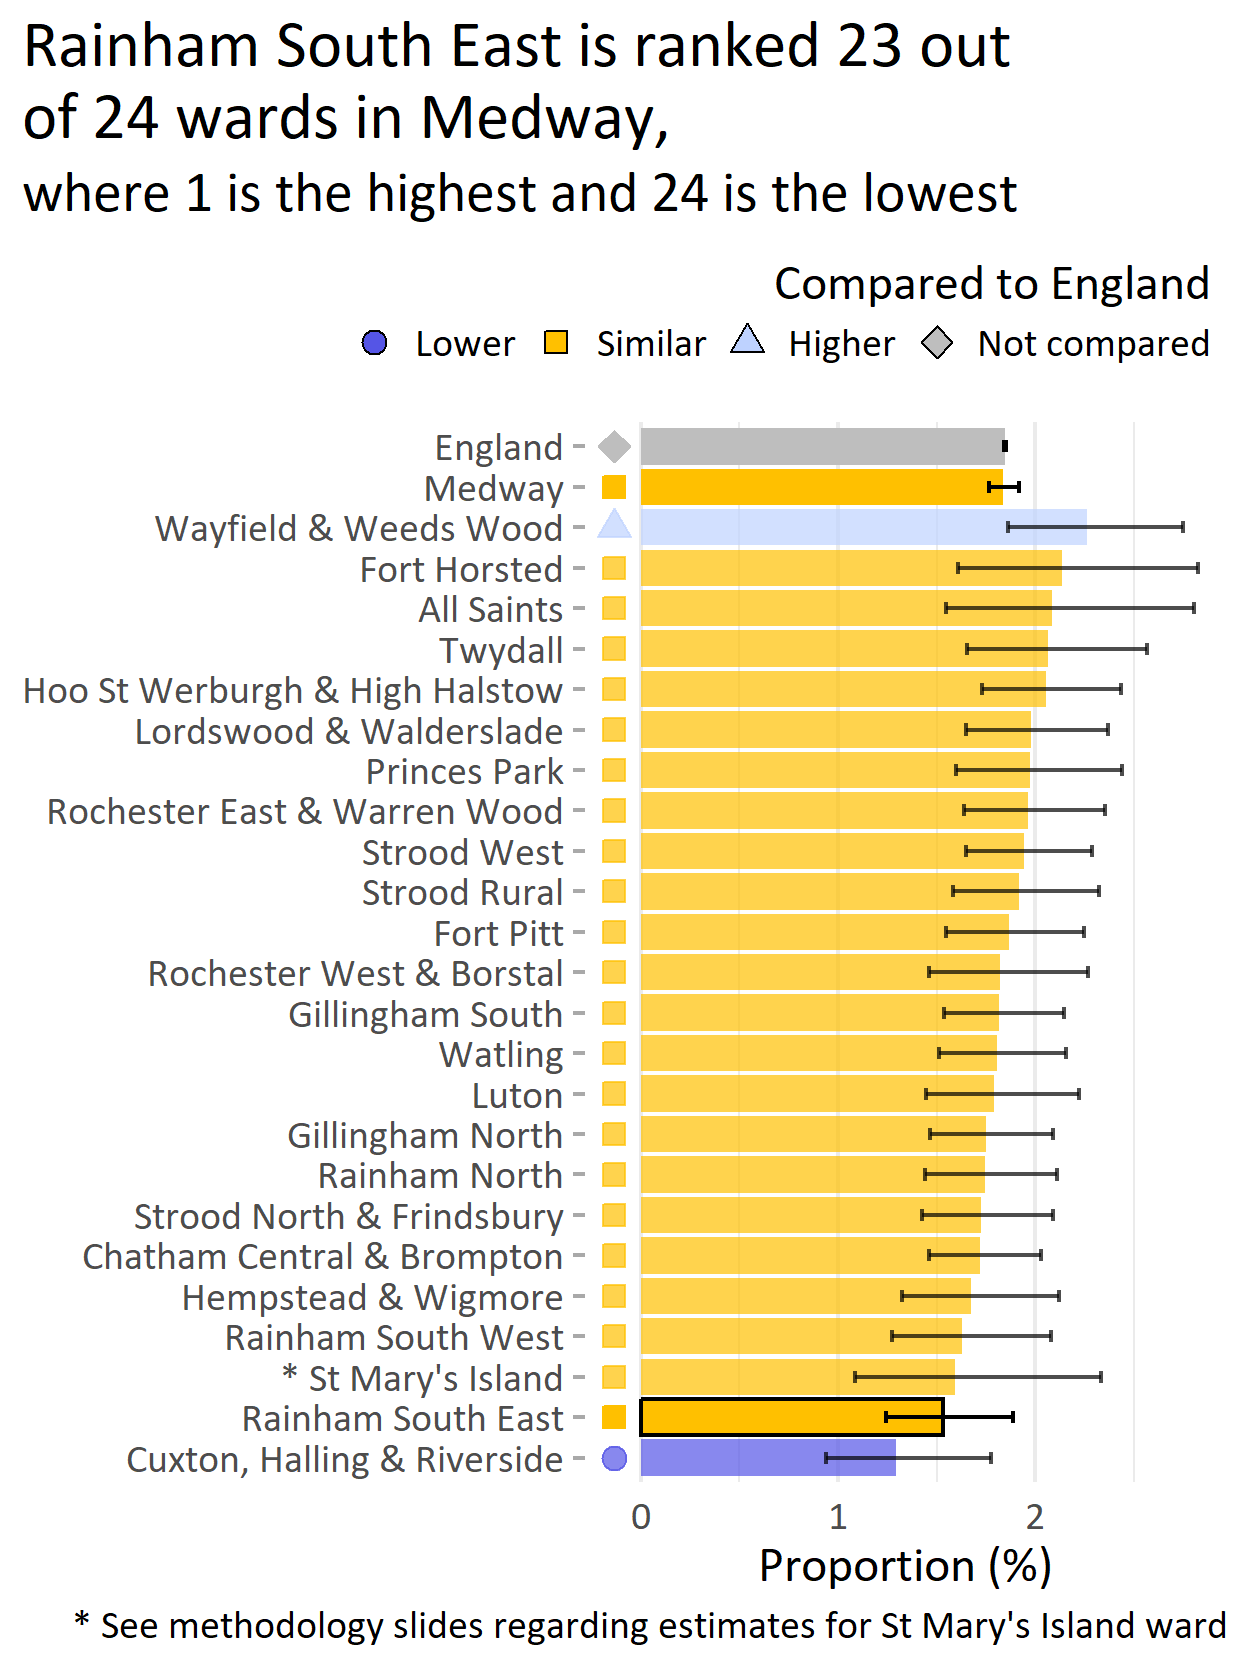 Rainham South East is ranked 23 out
of 24 wards in Medway,
where 1 is the highest and 24 is the lowest
Compared to England
Lower Similar Higher Not compared
England
Medway
Wayfield & Weeds Wood
Fort Horsted
All Saints
Twydall
Hoo St Werburgh & High Halstow
Lordswood & Walderslade
Princes Park
Rochester East & Warren Wood
Strood West
Strood Rural
Fort Pitt
Rochester West & Borstal
Gillingham South
Watling
Luton
Gillingham North
Rainham North
Strood North & Frindsbury
Chatham Central & Brompton
Hempstead & Wigmore
Rainham South West
* St Mary's Island
Rainham South East
Cuxton, Halling & Riverside
0 1 2
Proportion (%)
* See methodology slides regarding estimates for St Mary's Island ward